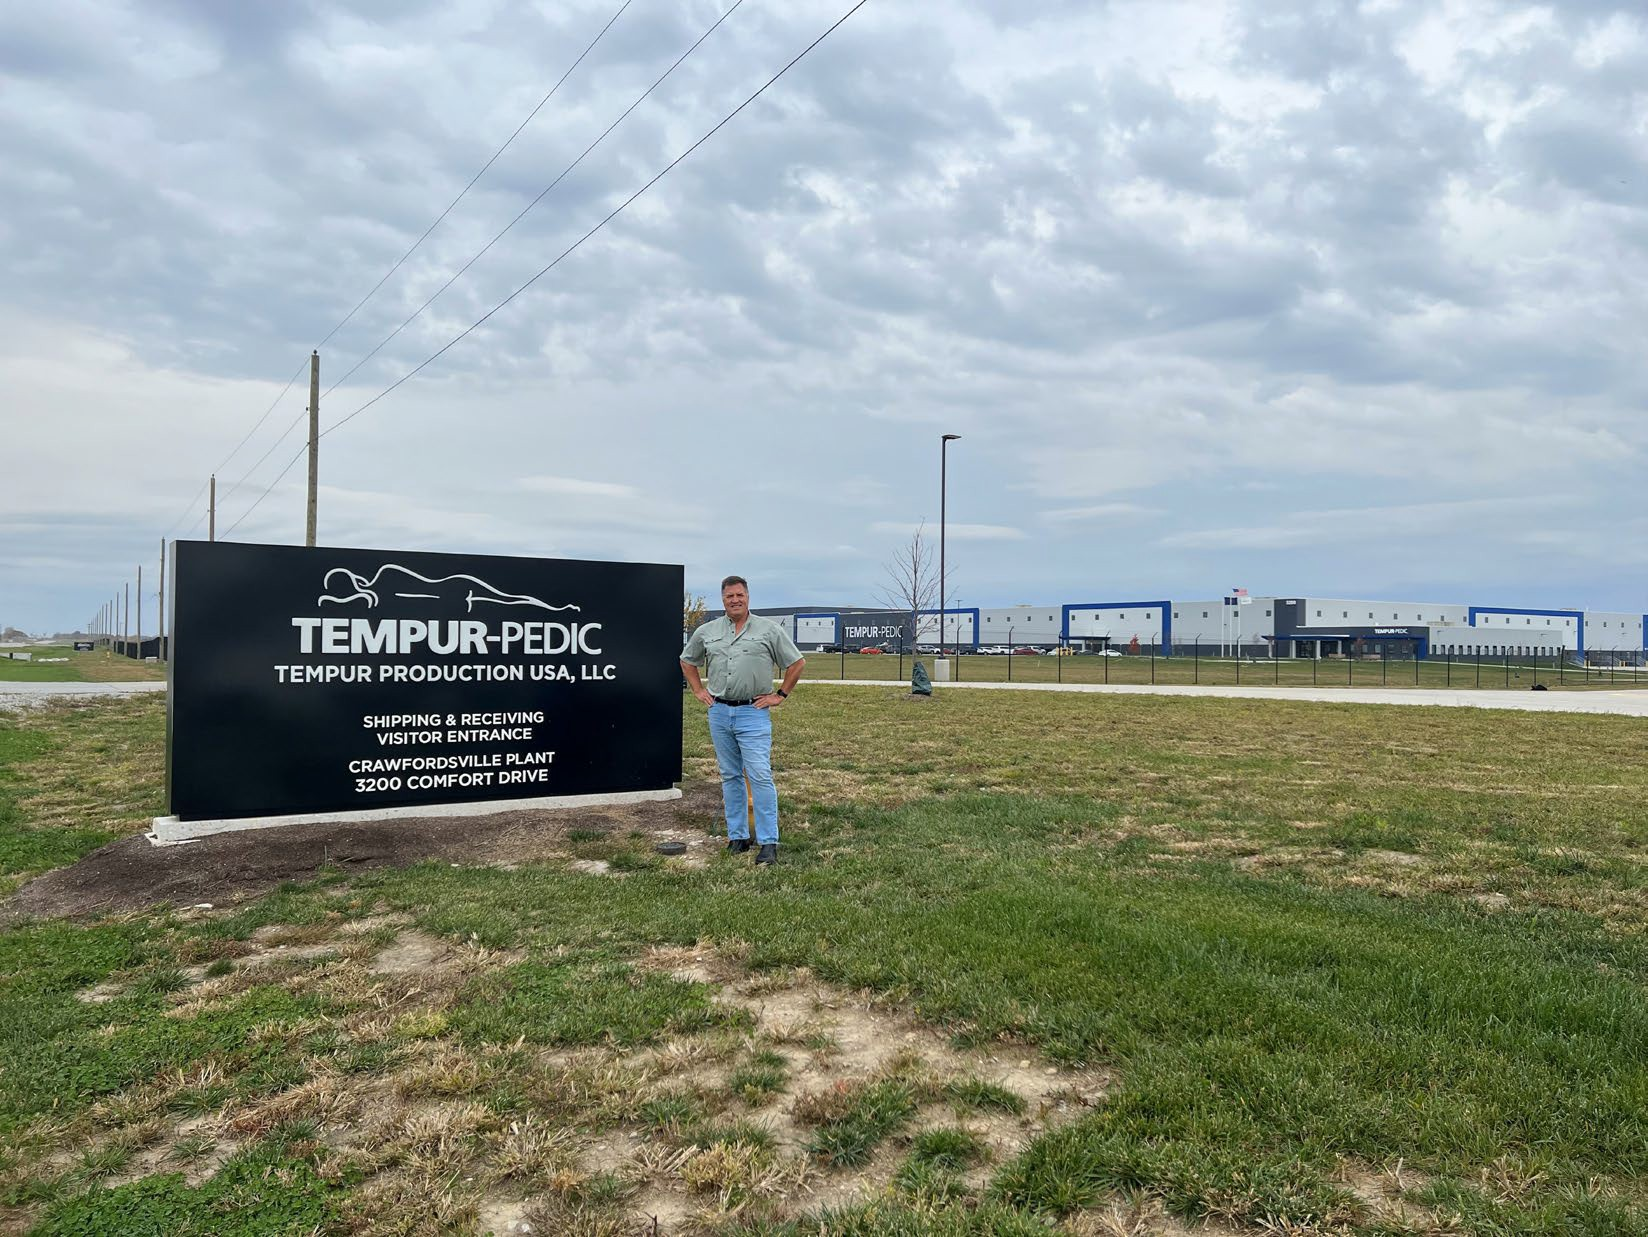 TEMPUR-PEDIC
TEMPUR PRODUCTION USA, LLC
SHIPPING & RECEIVING
VISITOR ENTRANCE
CRAWFORDSVILLE PLANT
3200 COMFORT DRIVE
TEMPUR-PEDIC
TEMPUR-PEDIC